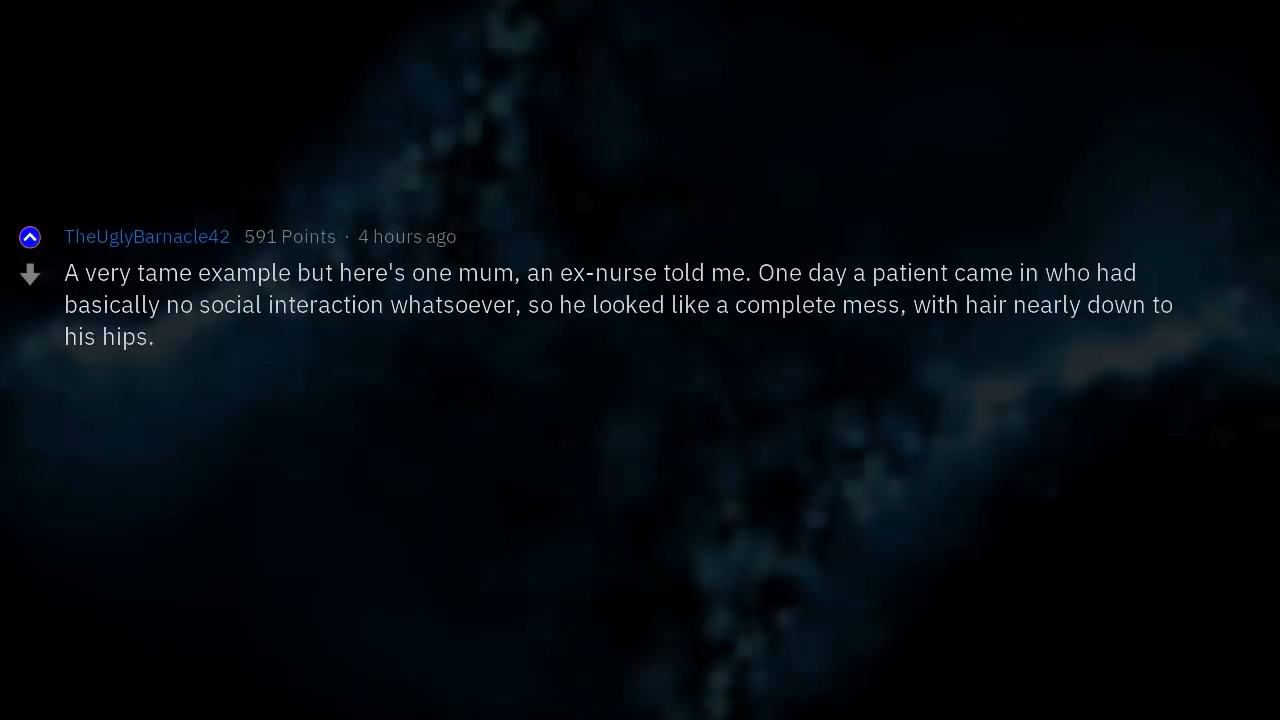 TheUglyBarnacle42 591 Points · 4 hours ago
A very tame example but here's one mum, an ex-nurse told me. One day a patient came in who had
basically no social interaction whatsoever, so he looked like a complete mess, with hair nearly down to
his hips.